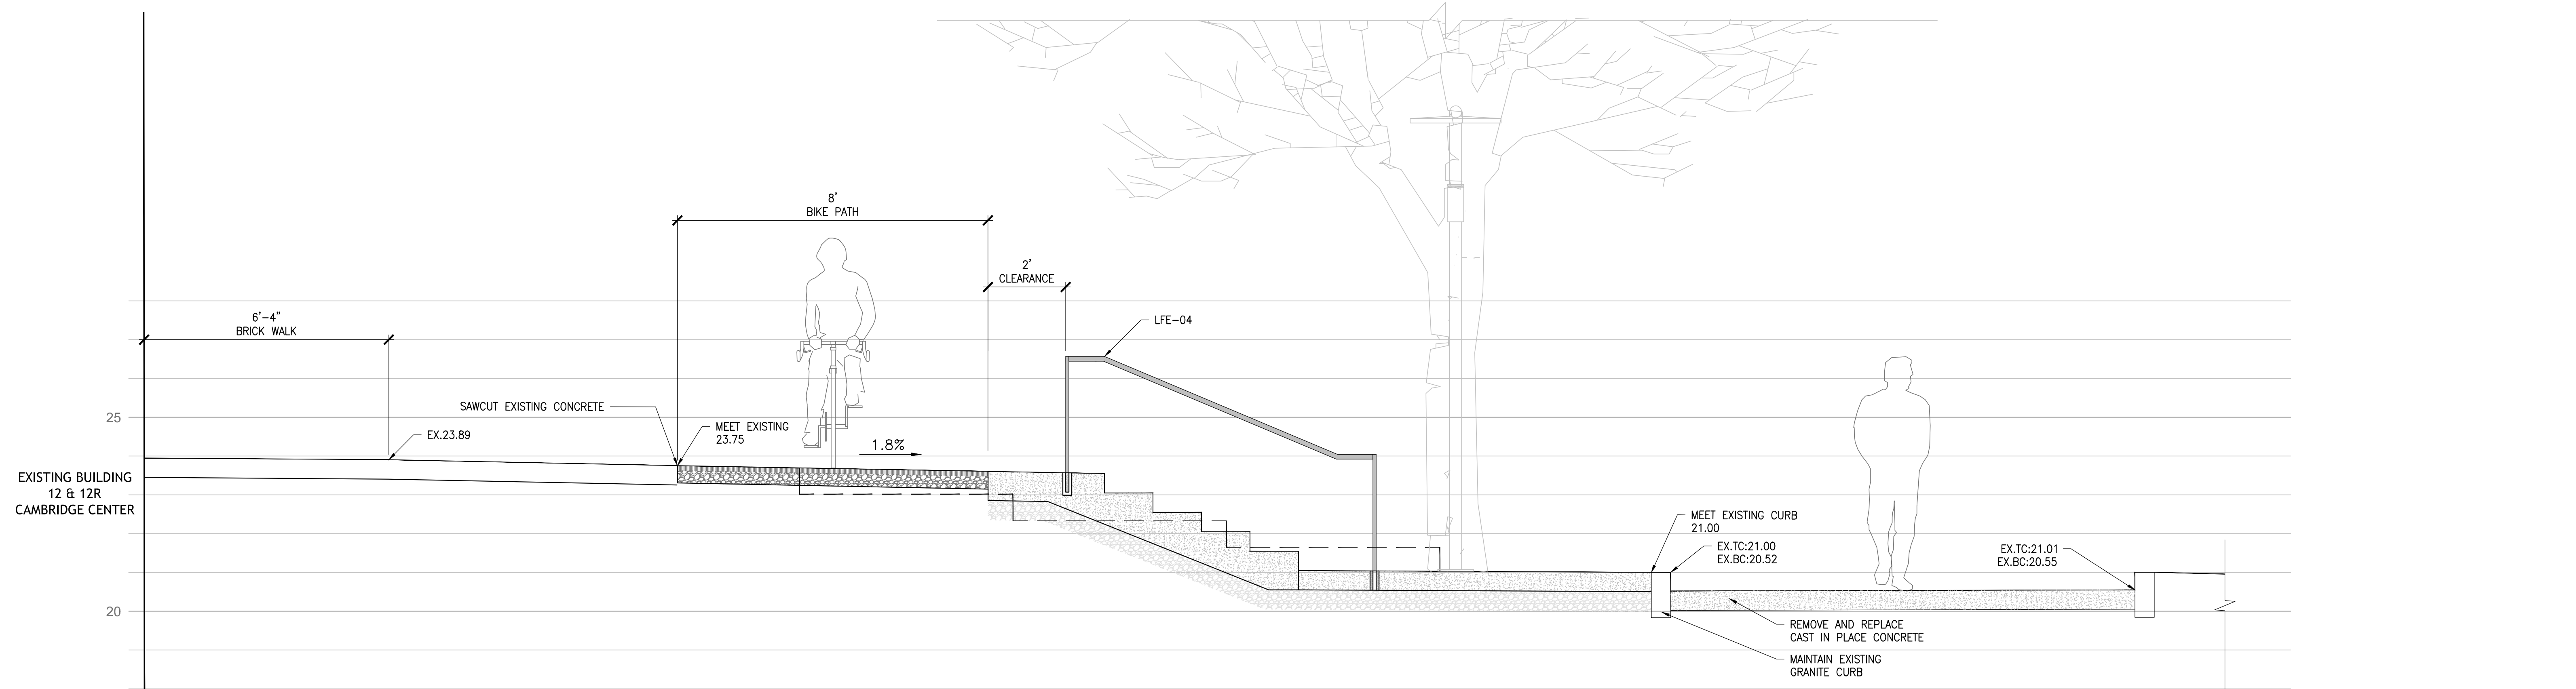 8'
BIKE PATH
2'
CLEARANCE
6'-4"
BRICK WALK
LFE-04
SAWCUT EXISTING CONCRETE
25
EX.23.89
MEET EXISTING
23.75
1.8%
EXISTING BUILDING
12 & 12R
CAMBRIDGE CENTER
MEET EXISTING CURB
21.00
EX.TC:21.00
EX.BC:20.52
EX.TC:21.01
EX.BC:20.55
20
REMOVE AND REPLACE
CAST IN PLACE CONCRETE
MAINTAIN EXISTING
GRANITE CURB